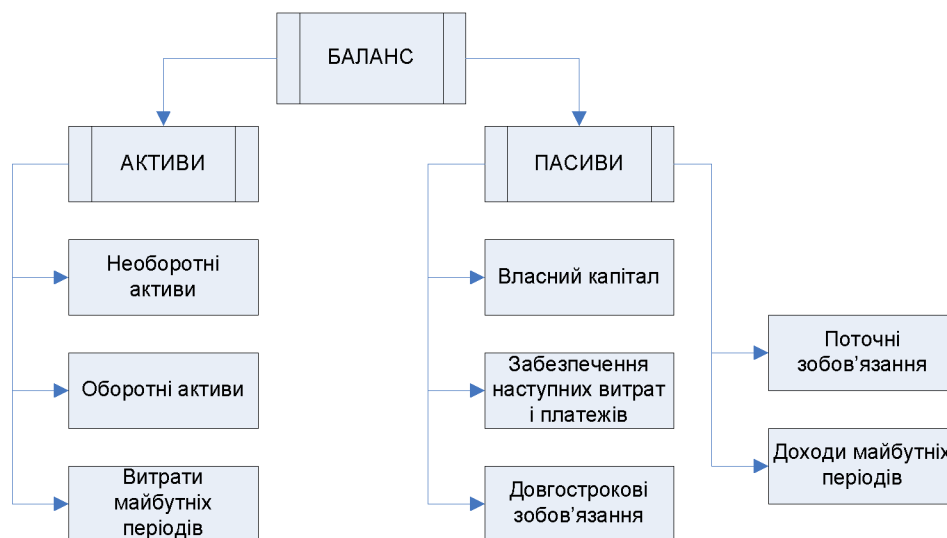 БАЛАНС
АКТИВИ
ПАСИВИ
Необоротні
активи
Власний капітал
Поточні
зобов’язання
Оборотні активи
Забезпечення
наступних витрат
і платежів
Доходи майбутніх
періодів
Витрати
майбутніх
періодів
Довгострокові
зобов’язання